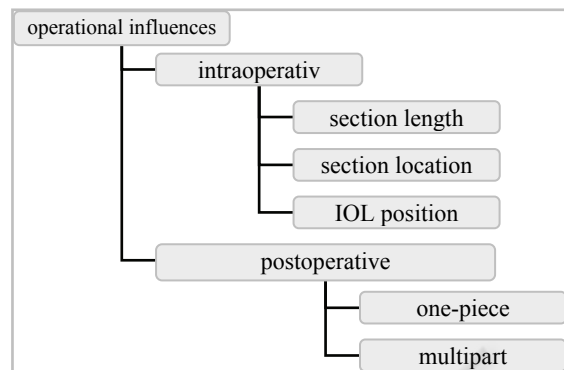 operational influences
intraoperativ
section length
section location
IOL position
postoperative
one-piece
multipart